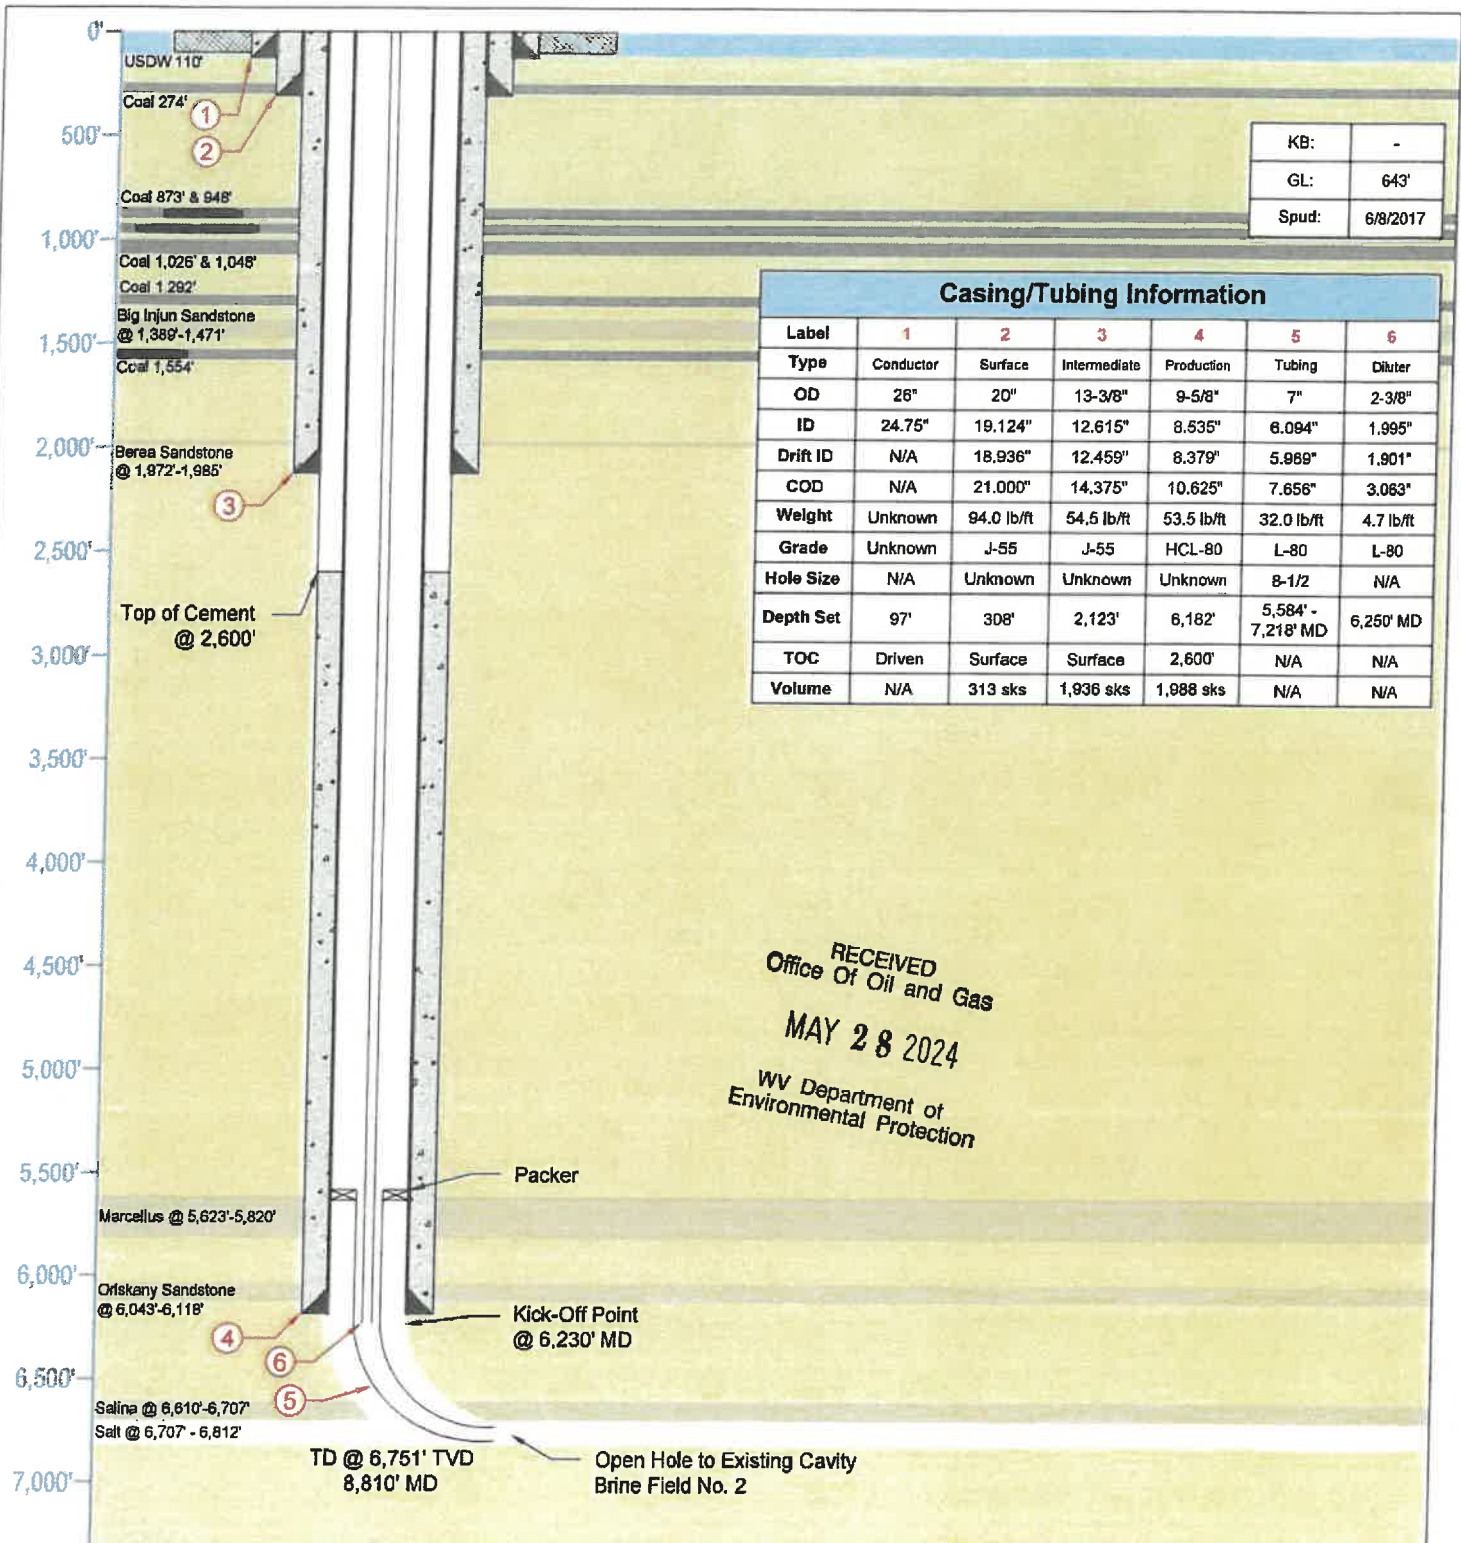 0'
USDW 110'
Coal 274'
1
2
500'
Coal 873' & 948'
1,000'
Coal 1,026' & 1,048'
Coal 1 292'
Big Injun Sandstone
@ 1,389'-1,471'
1,500'
Coal 1,554'
2,000'
Berea Sandstone
@ 1,972'-1,985'
3
2,500'
Top of Cement
@ 2,600'
3,000'
3,500'
4,000'
4,500'
5,000'
5,500'
Packer
Marcellus @ 5,623'-5,820'
6,000'
Oriskany Sandstone
@ 6,043'-6,118'
4
Kick-Off Point
@ 6,230' MD
6
6,500'
5
Salina @ 6,610'-6,707'
Salt @ 6,707' - 6,812'
TD @ 6,751' TVD
8,810' MD
Open Hole to Existing Cavity
Brine Field No. 2
7,000'
KB: -
GL: 643'
Spud: 6/8/2017
Casing/Tubing Information
Label 1 2 3 4 5 6
Type Conductor Surface Intermediate Production Tubing Diluter
OD 26" 20" 13-3/8" 9-5/8" 7" 2-3/8"
ID 24.75" 19.124" 12.615" 8.535" 6.094" 1.995"
Drift ID N/A 18.936" 12.459" 8.379" 5.969" 1.901"
COD N/A 21.000" 14.375" 10.625" 7.656" 3.063"
Weight Unknown 94.0 lb/ft 54.5 lb/ft 53.5 lb/ft 32.0 lb/ft 4.7 lb/ft
Grade Unknown J-55 J-55 HCL-80 L-80 L-80
Hole Size N/A Unknown Unknown Unknown 8-1/2 N/A
Depth Set 97' 308' 2,123' 6,182' 5,584' - 7,218' MD 6,250' MD
TOC Driven Surface Surface 2,600' N/A N/A
Volume N/A 313 sks 1,936 sks 1,988 sks N/A N/A
RECEIVED
Office Of Oil and Gas
MAY 28 2024
WV Department of
Environmental Protection